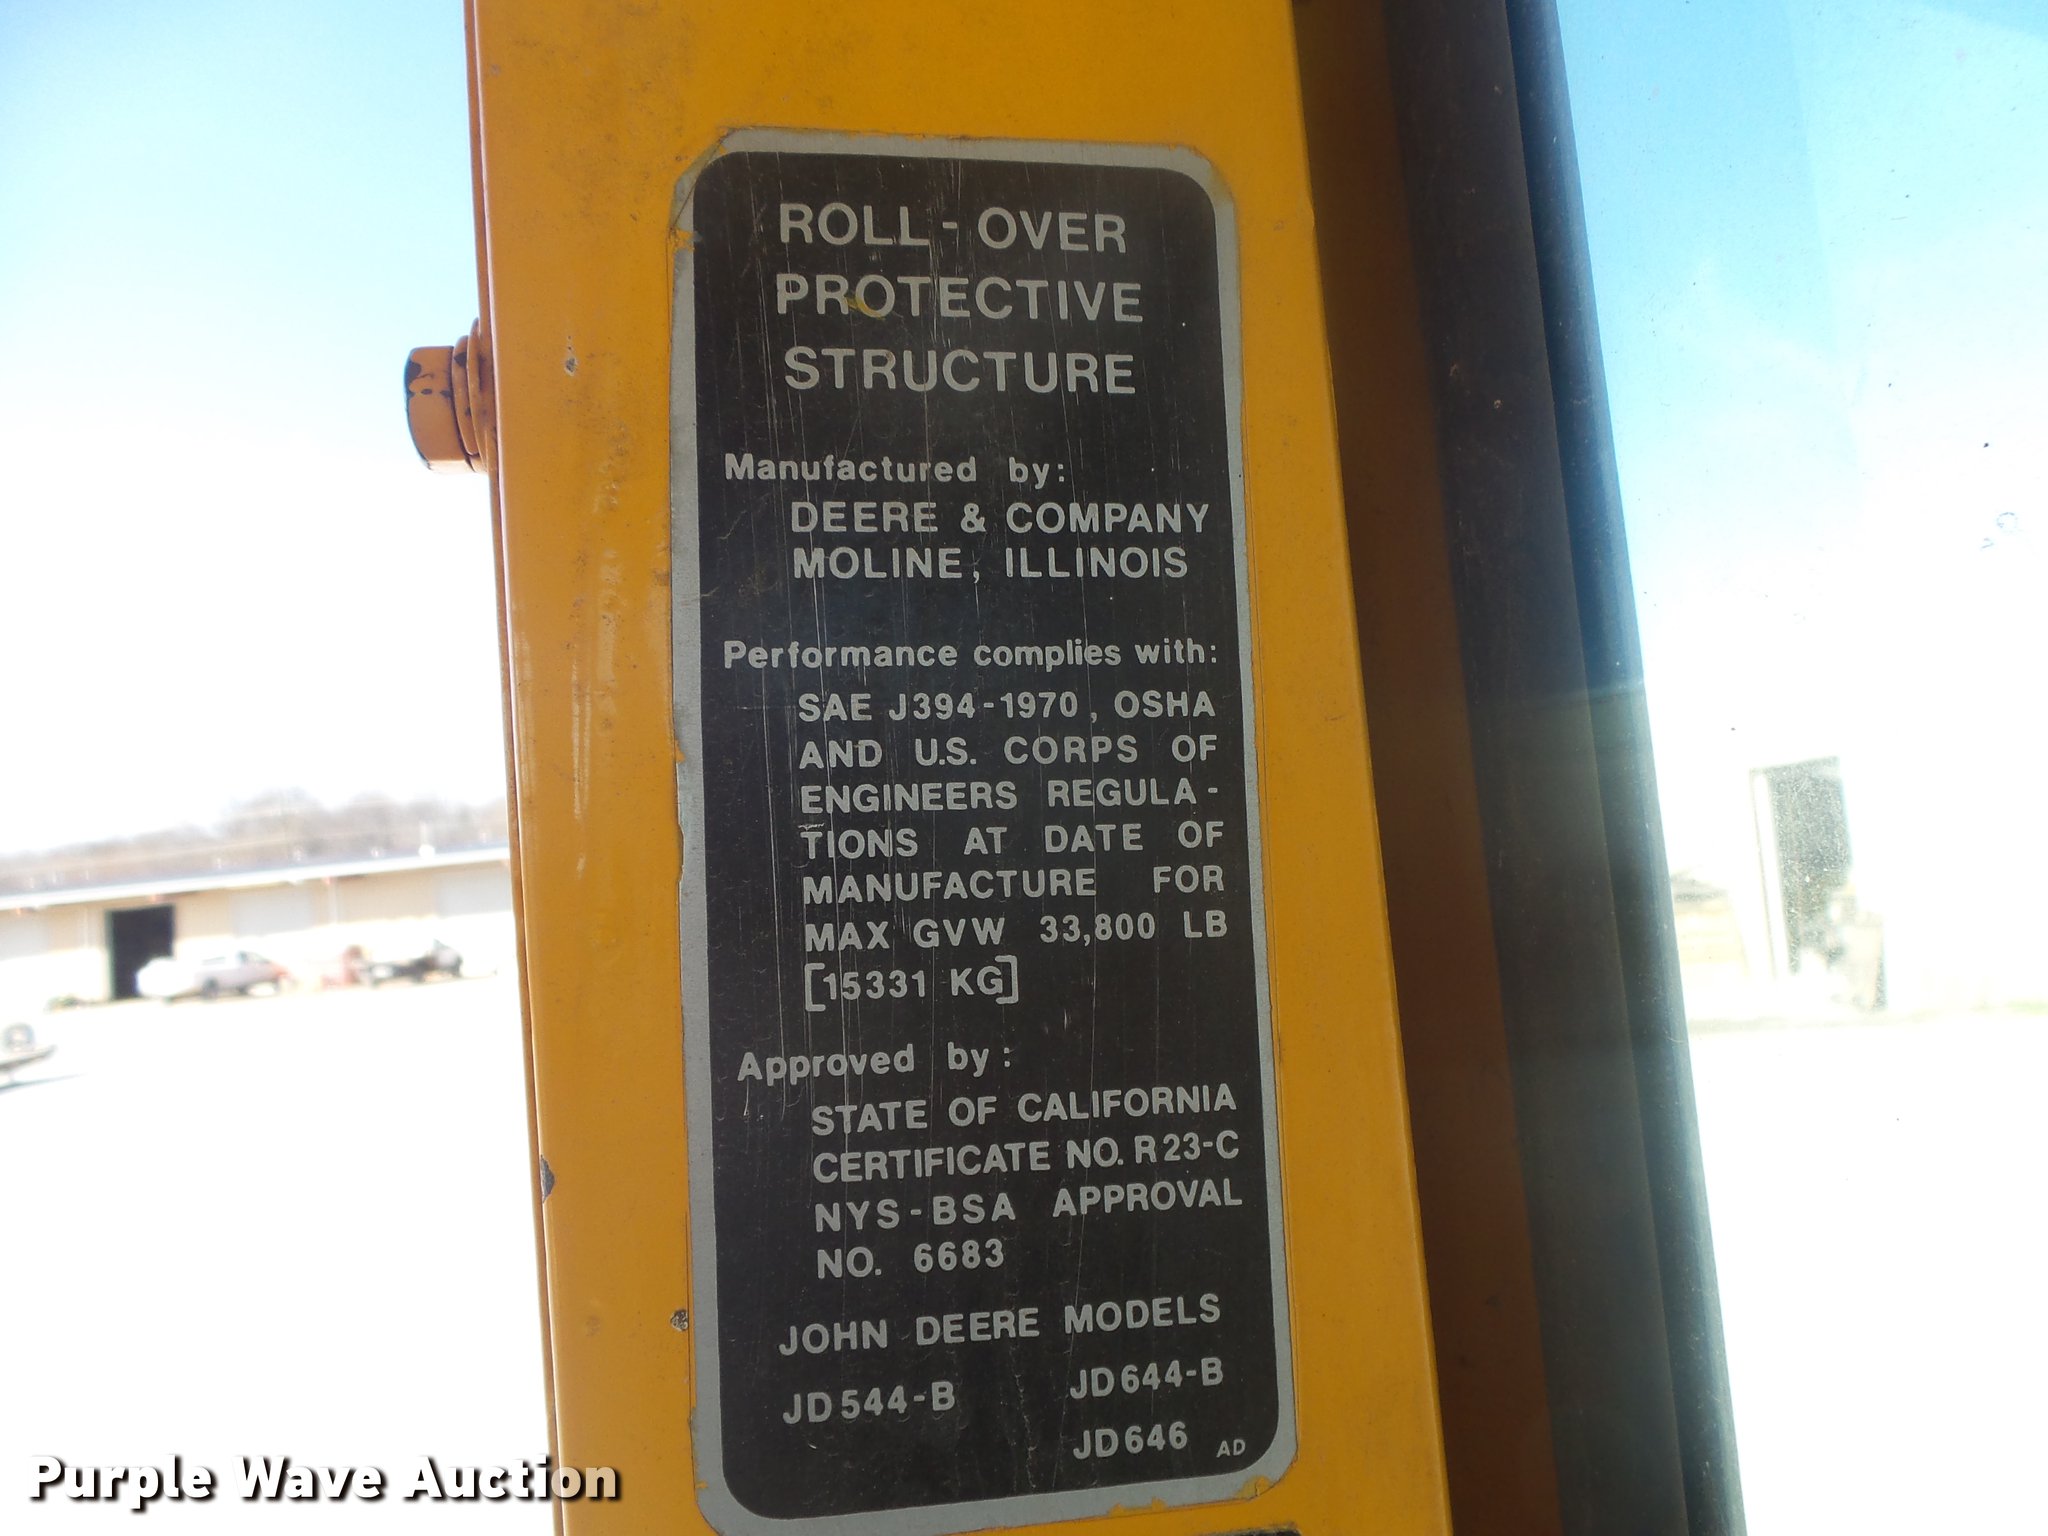 ROLL-OVER
PROTECTIVE
STRUCTURE
Manufactured by:
DEERE & COMPANY
MOLINE, ILLINOIS
Performance complies with:
SAE J394-1970, OSHA
AND U.S. CORPS OF
ENGINEERS REGULA-
TIONS AT DATE OF
MANUFACTURE FOR
MAX GVW 33,800 LB
[15331 KG]
Approved by:
STATE OF CALIFORNIA
CERTIFICATE NO. R23-C
NYS-BSA APPROVAL
NO. 6683
JOHN DEERE MODELS
JD544-B JD644-B
JD646 AD
Purple Wave Auction